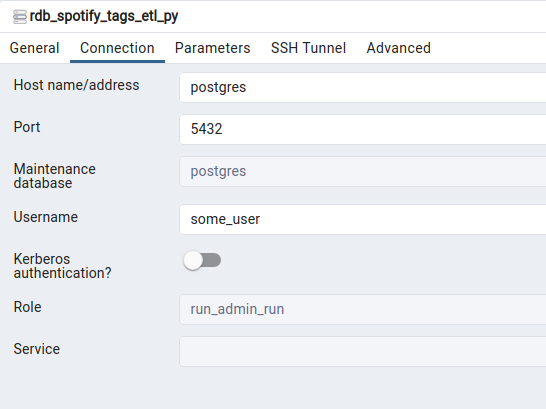 rdb_spotify_tags_etl_py
General Connection Parameters SSH Tunnel Advanced
Host name/address postgres
Port 5432
Maintenance
database postgres
Username some_user
Kerberos
authentication?
Role run_admin_run
Service